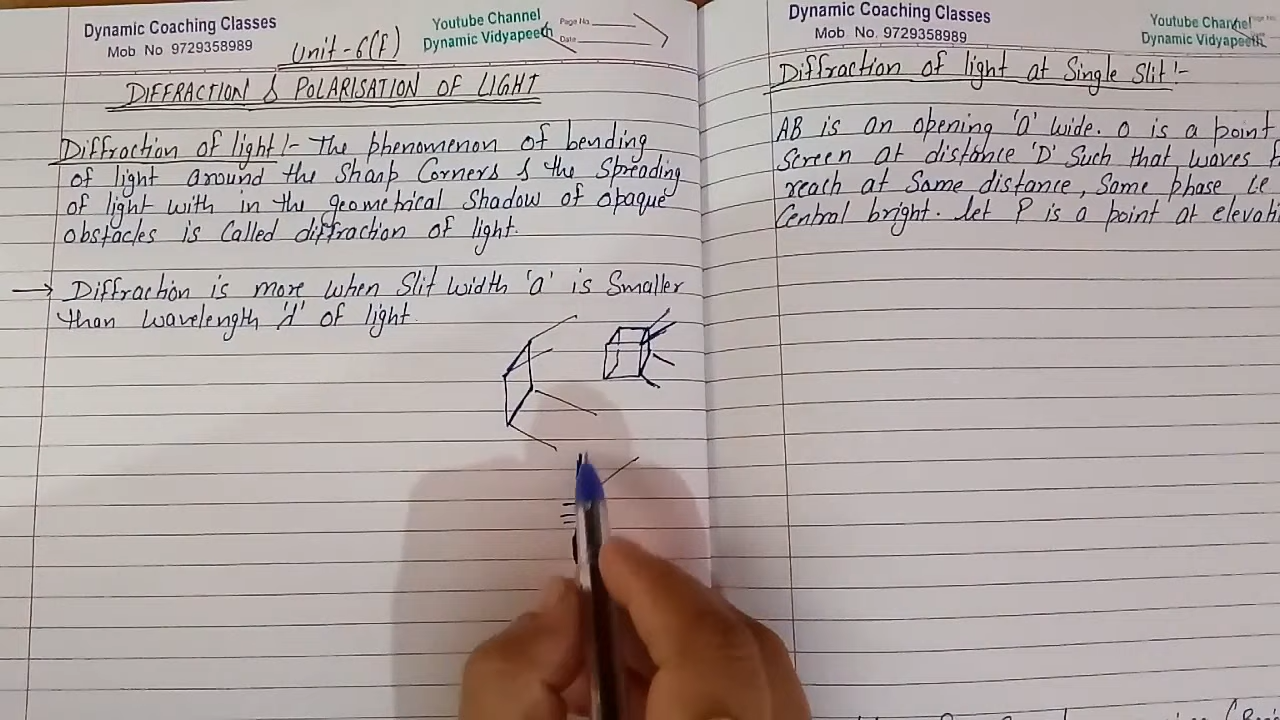 Dynamic Coaching Classes
Mob No. 9729358989
Youtube Channel
Dynamic Vidyapeeth
Page No.
Date
Unit-6(f)
DIFFRACTION & POLARISATION OF LIGHT
Diffraction of light :- The phenomenon of bending
of light around the Sharp Corners & the Spreading
of light with in the geometrical Shadow of opaque
obstacles is Called diffraction of light.
→ Diffraction is more when Slit width 'a' is Smaller
than wavelength 'λ' of light.
Dynamic Coaching Classes
Mob No. 9729358989
Youtube Channel
Dynamic Vidyapeeth
Diffraction of light at Single Slit :-
AB is an opening 'a' wide. O is a point
Screen at distance 'D' Such that waves
reach at Same distance, Same phase i.e
Central bright. Let P is a point at